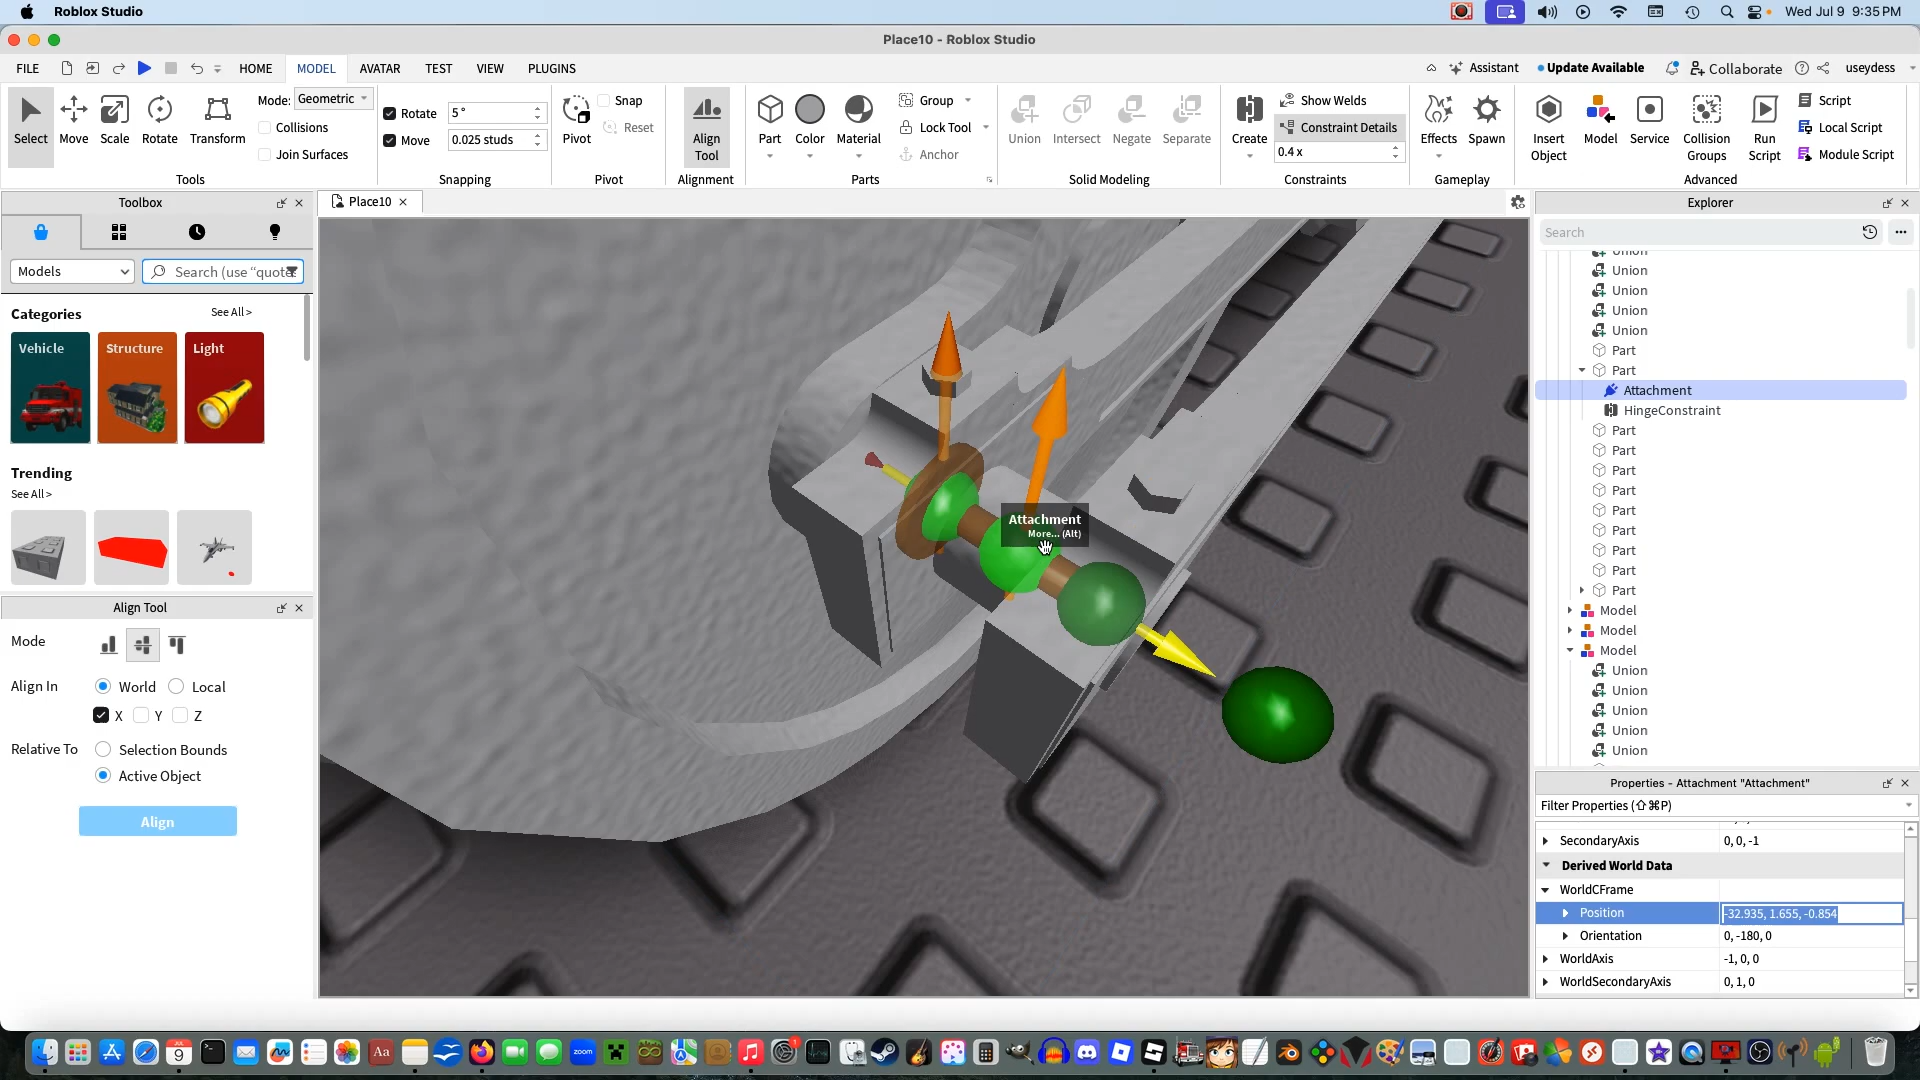 Roblox Studio
Wed Jul 9 9:35 PM
Place10 - Roblox Studio
FILE
HOME
MODEL
AVATAR
TEST
VIEW
PLUGINS
Assistant
Update Available
Collaborate
useydess
Select
Move
Scale
Rotate
Transform
Mode:
Geometric
Collisions
Join Surfaces
Tools
Rotate
5 °
Move
0.025 studs
Snapping
Pivot
Snap
Reset
Pivot
Align Tool
Alignment
Part
Color
Material
Group
Lock Tool
Anchor
Parts
Union
Intersect
Negate
Separate
Solid Modeling
Create
Show Welds
Constraint Details
0.4 x
Constraints
Effects
Spawn
Gameplay
Insert Object
Model
Service
Collision Groups
Run Script
Script
Local Script
Module Script
Advanced
Toolbox
Models
Search (use "quote
Categories
See All >
Vehicle
Structure
Light
Trending
See All >
Align Tool
Mode
Align In
World
Local
X
Y
Z
Relative To
Selection Bounds
Active Object
Align
Place10
Attachment
More... (Alt)
Explorer
Search
Union
Union
Union
Union
Union
Part
Part
Attachment
HingeConstraint
Part
Part
Part
Part
Part
Part
Part
Part
Part
Model
Model
Model
Union
Union
Union
Union
Union
Properties - Attachment "Attachment"
Filter Properties (⇧⌘P)
SecondaryAxis
0, 0, -1
Derived World Data
WorldCFrame
Position
-32.935, 1.655, -0.854
Orientation
0, -180, 0
WorldAxis
-1, 0, 0
WorldSecondaryAxis
0, 1, 0
JUL
9
Aa
zoom
1